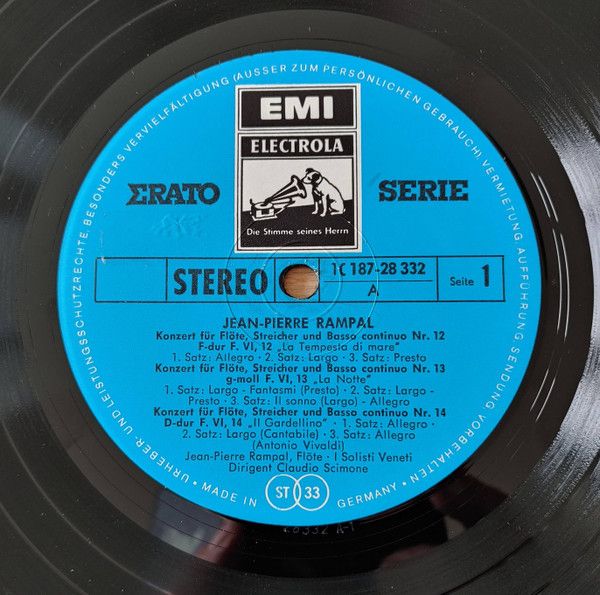 EMI
ELECTROLA
Die Stimme seines Herrn
ERATO SERIE
STEREO
1C 187-28 332
A
Seite 1
JEAN-PIERRE RAMPAL
Konzert für Flöte, Streicher und Basso continuo Nr. 12
F-dur F. VI, 12 „La Tempesta di mare"
1. Satz: Allegro · 2. Satz: Largo · 3. Satz: Presto
Konzert für Flöte, Streicher und Basso continuo Nr. 13
g-moll F. VI, 13 „La Notte"
1. Satz: Largo - Fantasmi (Presto) · 2. Satz: Largo -
Presto · 3. Satz: Il sonno (Largo) - Allegro
Konzert für Flöte, Streicher und Basso continuo Nr. 14
D-dur F. VI, 14 „Il Gardellino" · 1. Satz: Allegro ·
2. Satz: Largo (Cantabile) · 3. Satz: Allegro
(Antonio Vivaldi)
Jean-Pierre Rampal, Flöte · I Solisti Veneti
Dirigent Claudio Scimone
ST 33
URHEBER- UND LEISTUNGSSCHUTZRECHTE, BESONDERS VERVIELFÄLTIGUNG (AUSSER ZUM PERSÖNLICHEN GEBRAUCH) VERMIETUNG AUFFÜHRUNG SENDUNG VORBEHALTEN · MADE IN GERMANY ·